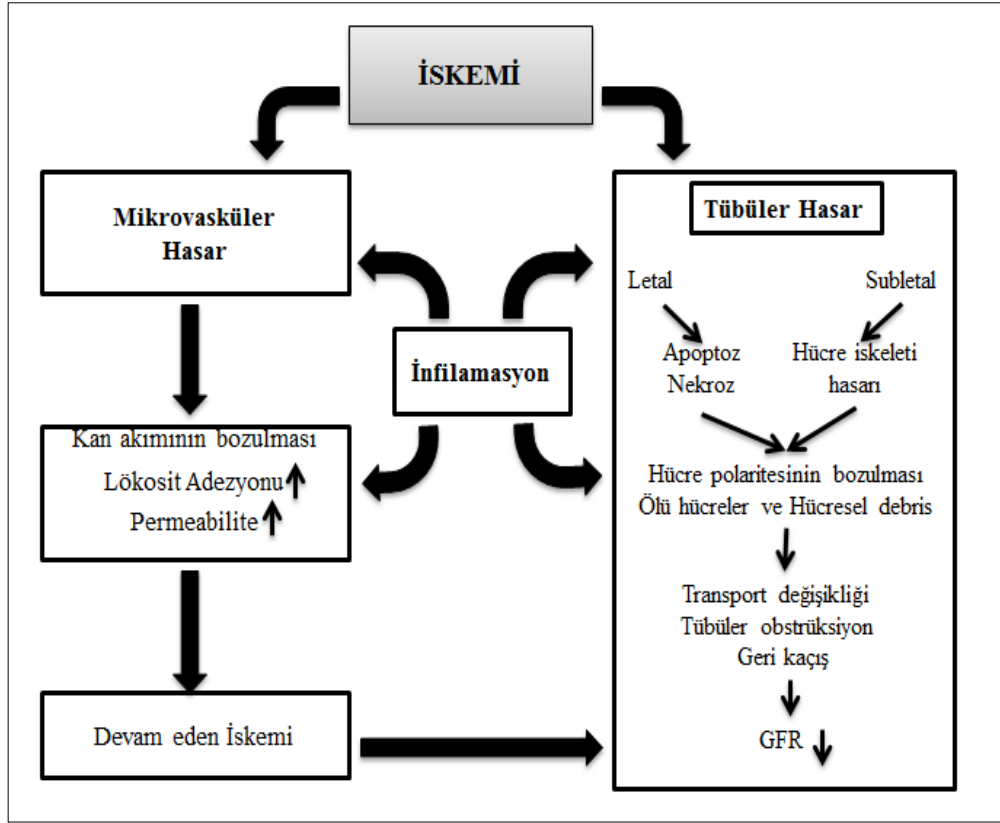 İSKEMİ
Mikrovasküler
Hasar
Kan akımının bozulması
Lökosit Adezyonu
Permeabilite
Devam eden İskemi
İnfilamasyon
Tübüler Hasar
Letal
Subletal
Apoptoz
Nekroz
Hücre iskeleti
hasarı
Hücre polaritesinin bozulması
Ölü hücreler ve Hücresel debris
Transport değişikliği
Tübüler obstrüksiyon
Geri kaçış
GFR